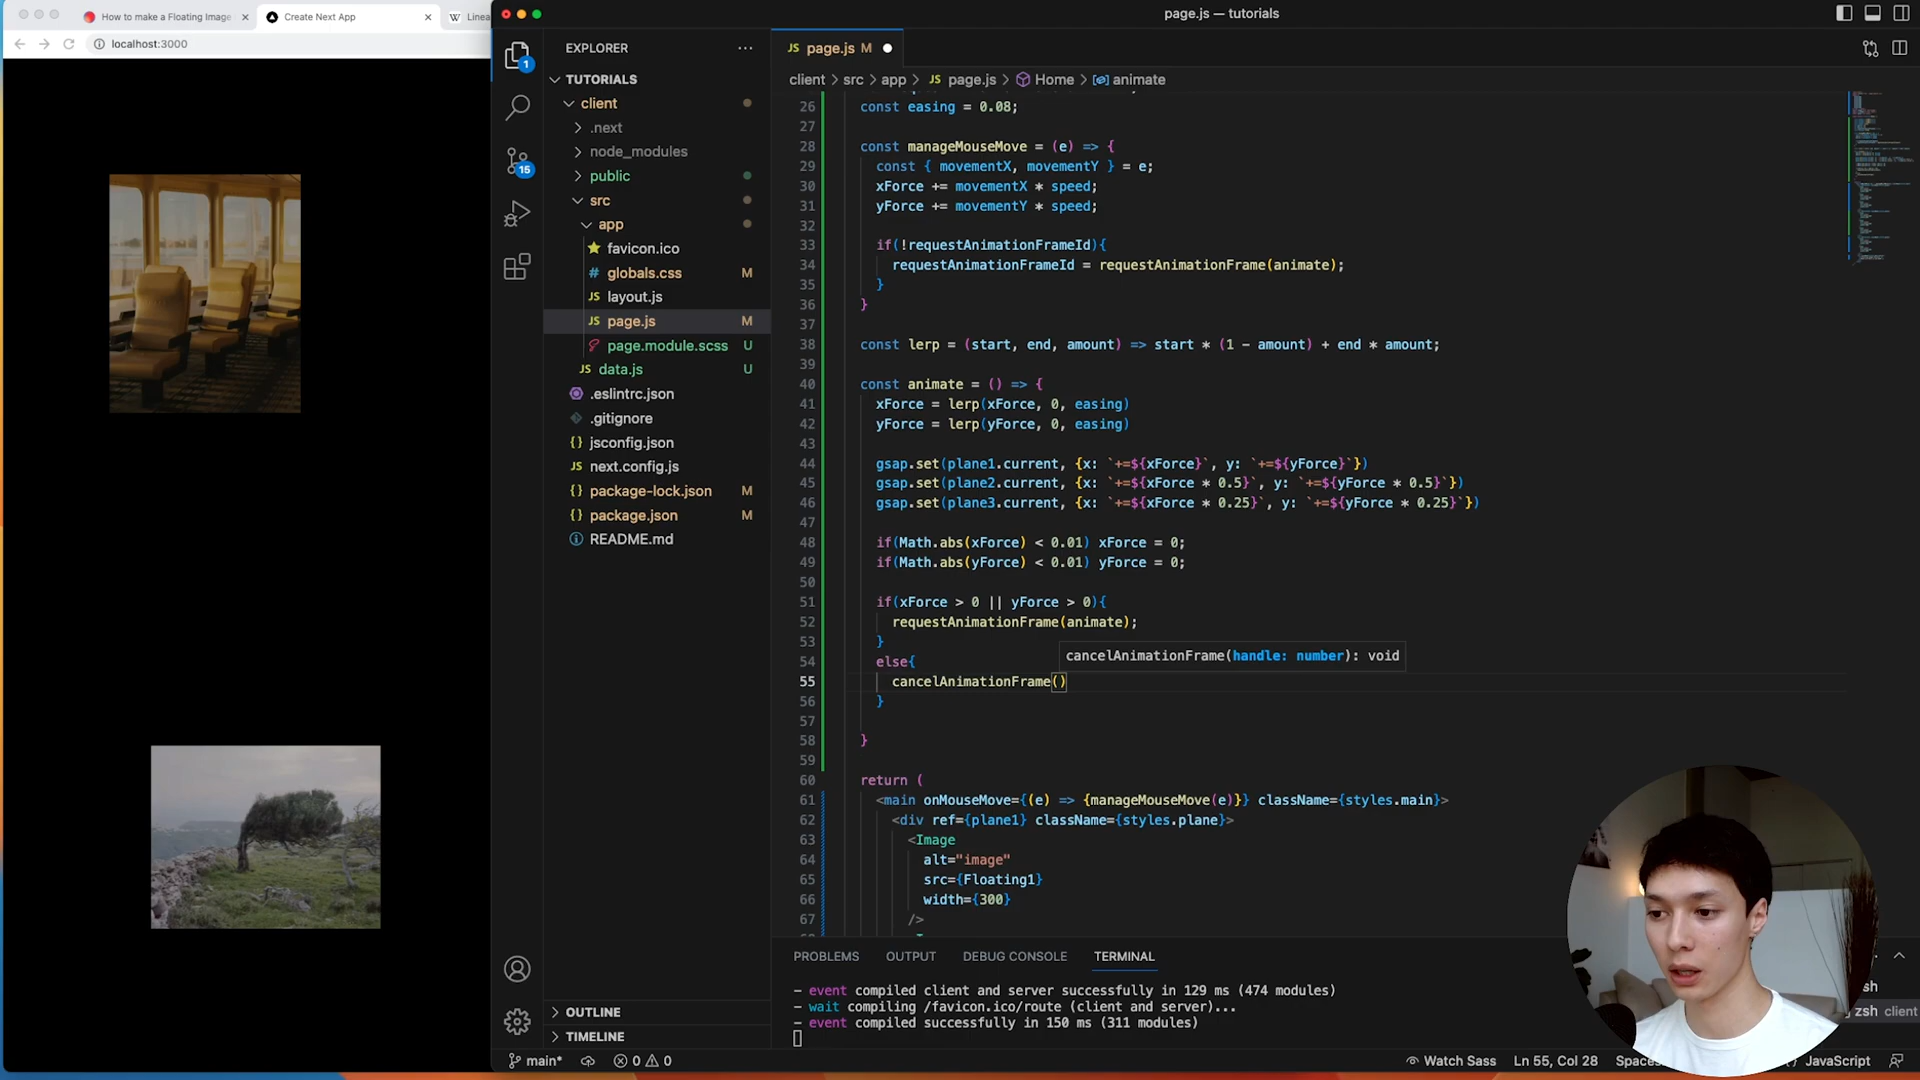 How to make a Floating Image
Create Next App
Linea
localhost:3000
page.js — tutorials
EXPLORER
TUTORIALS
client
.next
node_modules
public
src
app
favicon.ico
globals.css M
layout.js
page.js M
page.module.scss U
data.js U
.eslintrc.json
.gitignore
jsconfig.json
next.config.js
package-lock.json M
package.json M
README.md
OUTLINE
TIMELINE
1
15
JS page.js M
client > src > app > JS page.js > Home > animate
26 const easing = 0.08;
27
28 const manageMouseMove = (e) => {
29 const { movementX, movementY } = e;
30 xForce += movementX * speed;
31 yForce += movementY * speed;
32
33 if(!requestAnimationFrameId){
34 requestAnimationFrameId = requestAnimationFrame(animate);
35 }
36 }
37
38 const lerp = (start, end, amount) => start * (1 - amount) + end * amount;
39
40 const animate = () => {
41 xForce = lerp(xForce, 0, easing)
42 yForce = lerp(yForce, 0, easing)
43
44 gsap.set(plane1.current, {x: `+=${xForce}`, y: `+=${yForce}`})
45 gsap.set(plane2.current, {x: `+=${xForce * 0.5}`, y: `+=${yForce * 0.5}`})
46 gsap.set(plane3.current, {x: `+=${xForce * 0.25}`, y: `+=${yForce * 0.25}`})
47
48 if(Math.abs(xForce) < 0.01) xForce = 0;
49 if(Math.abs(yForce) < 0.01) yForce = 0;
50
51 if(xForce > 0 || yForce > 0){
52 requestAnimationFrame(animate);
53 }
54 else{
cancelAnimationFrame(handle: number): void
55 cancelAnimationFrame()
56 }
57
58 }
59
60 return (
61 <main onMouseMove={(e) => {manageMouseMove(e)}} className={styles.main}>
62 <div ref={plane1} className={styles.plane}>
63 <Image
64 alt="image"
65 src={Floating1}
66 width={300}
67 />
PROBLEMS OUTPUT DEBUG CONSOLE TERMINAL
- event compiled client and server successfully in 129 ms (474 modules)
- wait compiling /favicon.ico/route (client and server)...
- event compiled successfully in 150 ms (311 modules)
zsh client
main* 0 0
Watch Sass Ln 55, Col 28 Spaces JavaScript